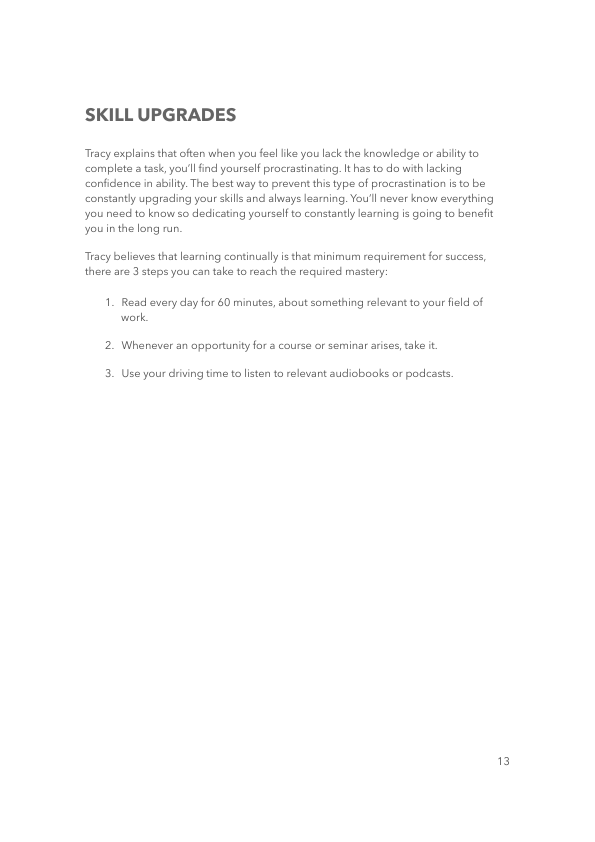 SKILL UPGRADES
Tracy explains that often when you feel like you lack the knowledge or ability to
complete a task, you'll find yourself procrastinating. It has to do with lacking
confidence in ability. The best way to prevent this type of procrastination is to be
constantly upgrading your skills and always learning. You'll never know everything
you need to know so dedicating yourself to constantly learning is going to benefit
you in the long run.
Tracy believes that learning continually is that minimum requirement for success,
there are 3 steps you can take to reach the required mastery:
1. Read every day for 60 minutes, about something relevant to your field of
work.
2. Whenever an opportunity for a course or seminar arises, take it.
3. Use your driving time to listen to relevant audiobooks or podcasts.
13